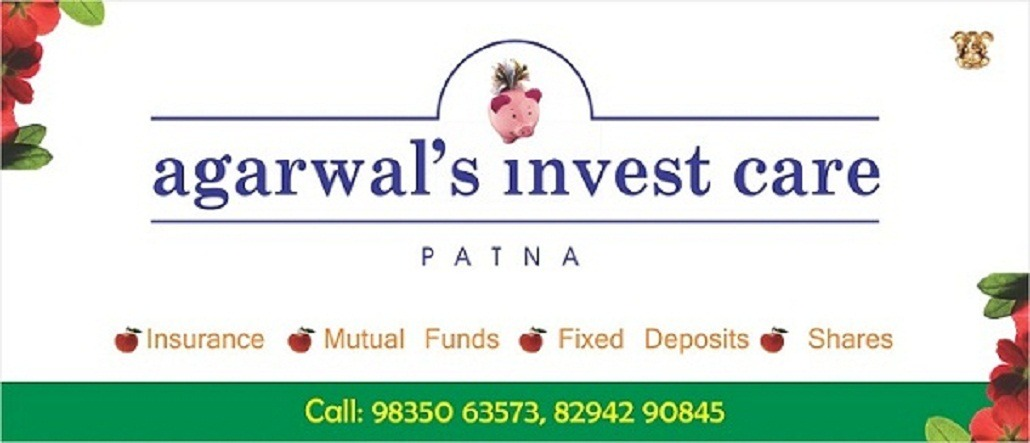 agarwal's invest care
PATNA
Insurance Mutual Funds Fixed Deposits Shares
Call: 98350 63573, 82942 90845